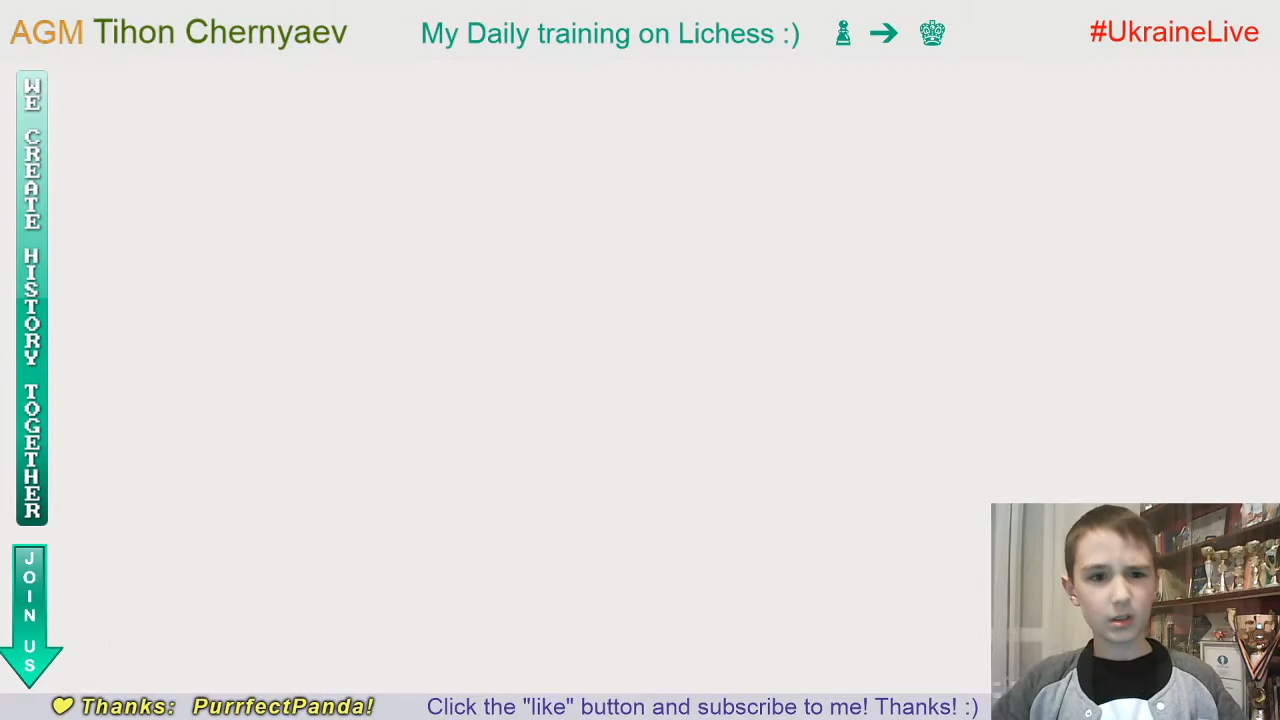 AGM Tihon Chernyaev
My Daily training on Lichess :)
#UkraineLive
WE CREATE HISTORY TOGETHER
JOIN US
Thanks: PurrfectPanda!
Click the "like" button and subscribe to me! Thanks! :)